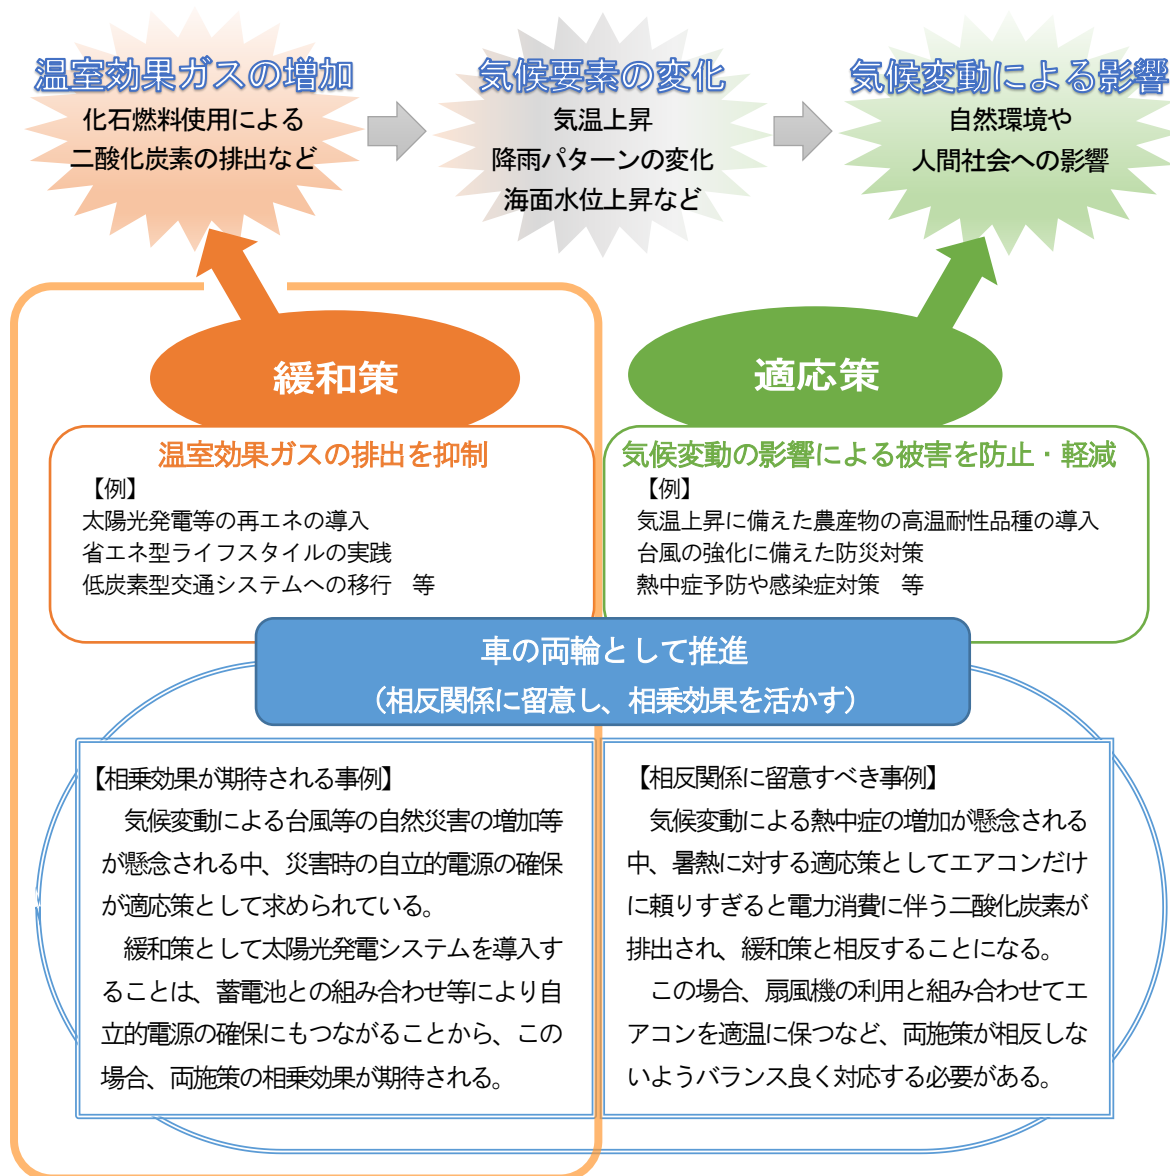 温室効果ガスの増加
化石燃料使用による
二酸化炭素の排出など
気候要素の変化
気温上昇
降雨パターンの変化
海面水位上昇など
気候変動による影響
自然環境や
人間社会への影響
緩和策
温室効果ガスの排出を抑制
【例】
太陽光発電等の再エネの導入
省エネ型ライフスタイルの実践
低炭素型交通システムへの移行　等
適応策
気候変動の影響による被害を防止・軽減
【例】
気温上昇に備えた農産物の高温耐性品種の導入
台風の強化に備えた防災対策
熱中症予防や感染症対策　等
車の両輪として推進
（相反関係に留意し、相乗効果を活かす）
【相乗効果が期待される事例】
　気候変動による台風等の自然災害の増加等
が懸念される中、災害時の自立的電源の確保
が適応策として求められている。
　緩和策として太陽光発電システムを導入す
ることは、蓄電池との組み合わせ等により自
立的電源の確保にもつながることから、この
場合、両施策の相乗効果が期待される。
【相反関係に留意すべき事例】
　気候変動による熱中症の増加が懸念される
中、暑熱に対する適応策としてエアコンだけ
に頼りすぎると電力消費に伴う二酸化炭素が
排出され、緩和策と相反することになる。
　この場合、扇風機の利用と組み合わせてエ
アコンを適温に保つなど、両施策が相反しな
いようバランス良く対応する必要がある。